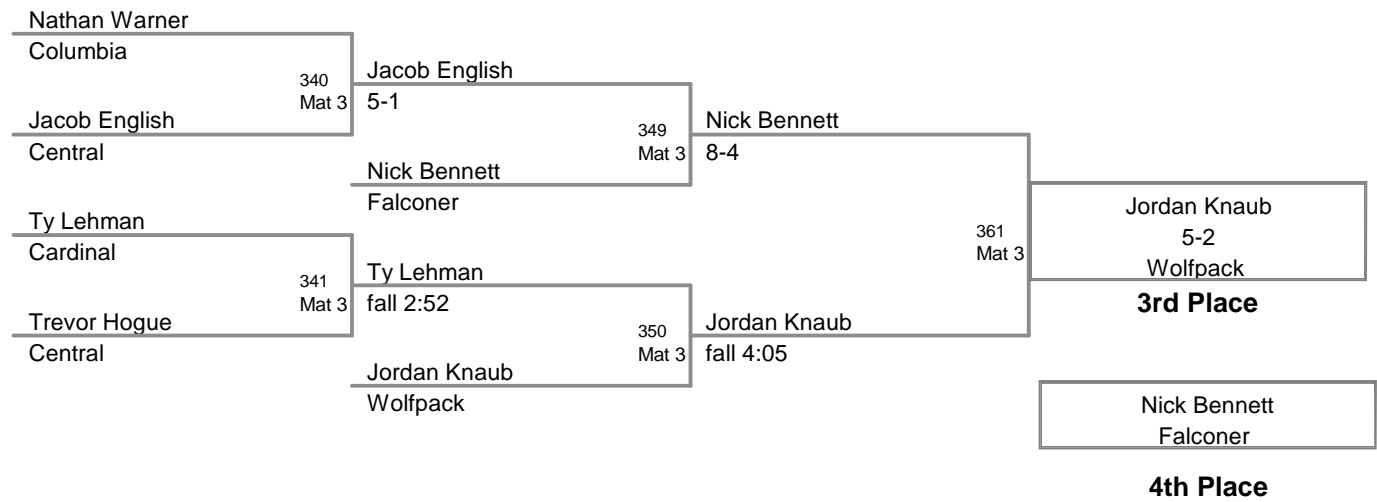 Nathan Warner
Columbia
340
Mat 3
Jacob English
5-1
Jacob English
Central
349
Mat 3
Nick Bennett
8-4
Nick Bennett
Falconer
Ty Lehman
Cardinal
341
Mat 3
Ty Lehman
fall 2:52
Trevor Hogue
Central
350
Mat 3
Jordan Knaub
fall 4:05
Jordan Knaub
Wolfpack
361
Mat 3
Jordan Knaub
5-2
Wolfpack
3rd Place
Nick Bennett
Falconer
4th Place